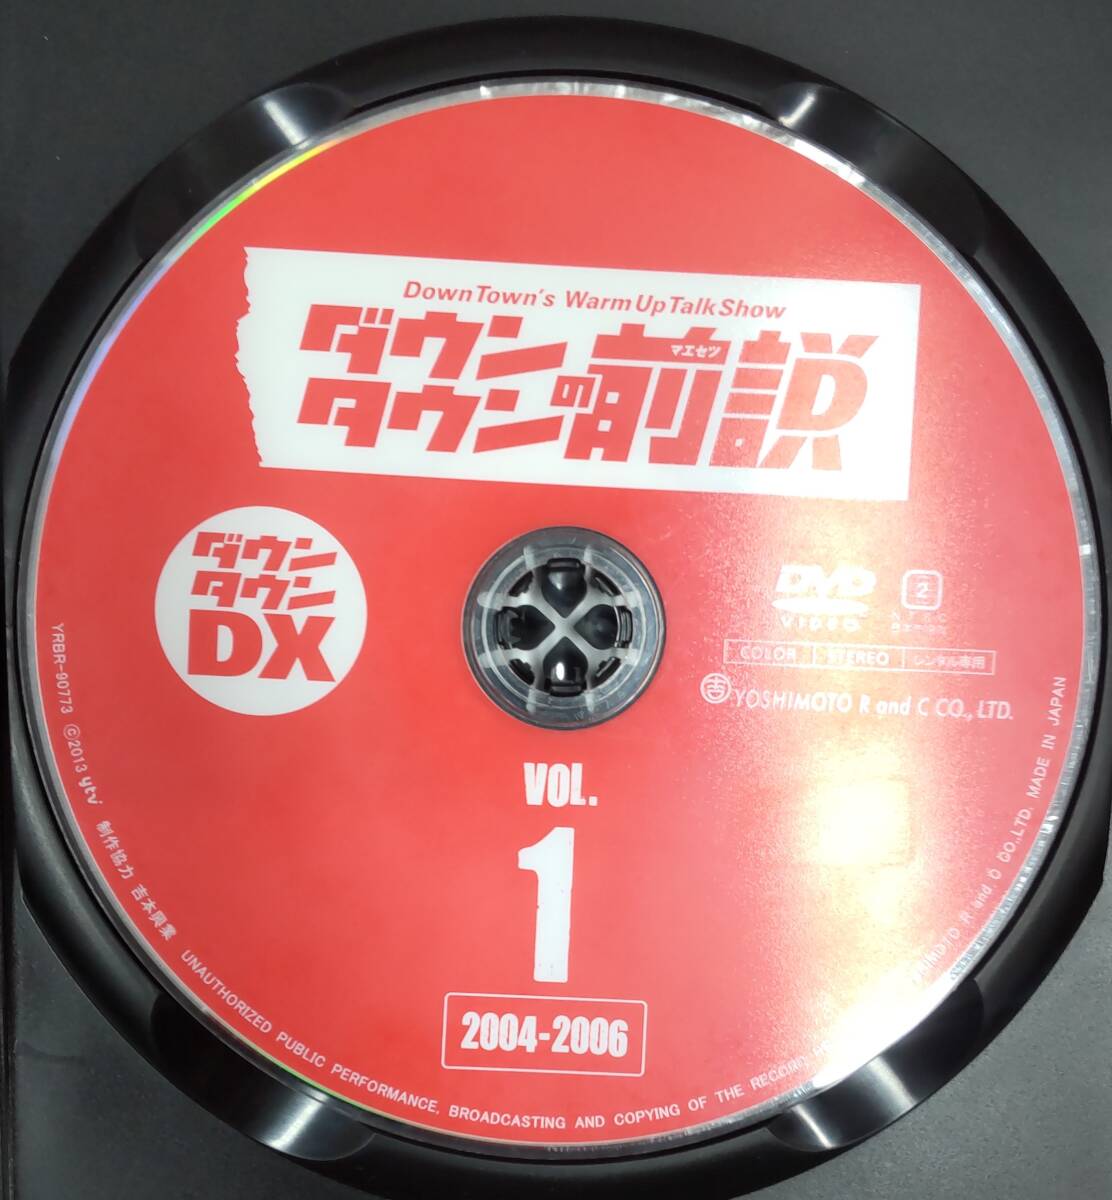 DownTown's Warm Up Talk Show
ダウン
タウンの前説
マエセツ
ダウン
タウン
DX
DVD
VIDEO
2
COLOR
STEREO
レンタル専用
YOSHIMOTO R and C CO., LTD.
VOL.
1
2004-2006
YRBR-90773 ©2013 ytv 制作協力 吉本興業 UNAUTHORIZED PUBLIC PERFORMANCE, BROADCASTING AND COPYING OF THE RECORD R and C CO.,LTD. MADE IN JAPAN